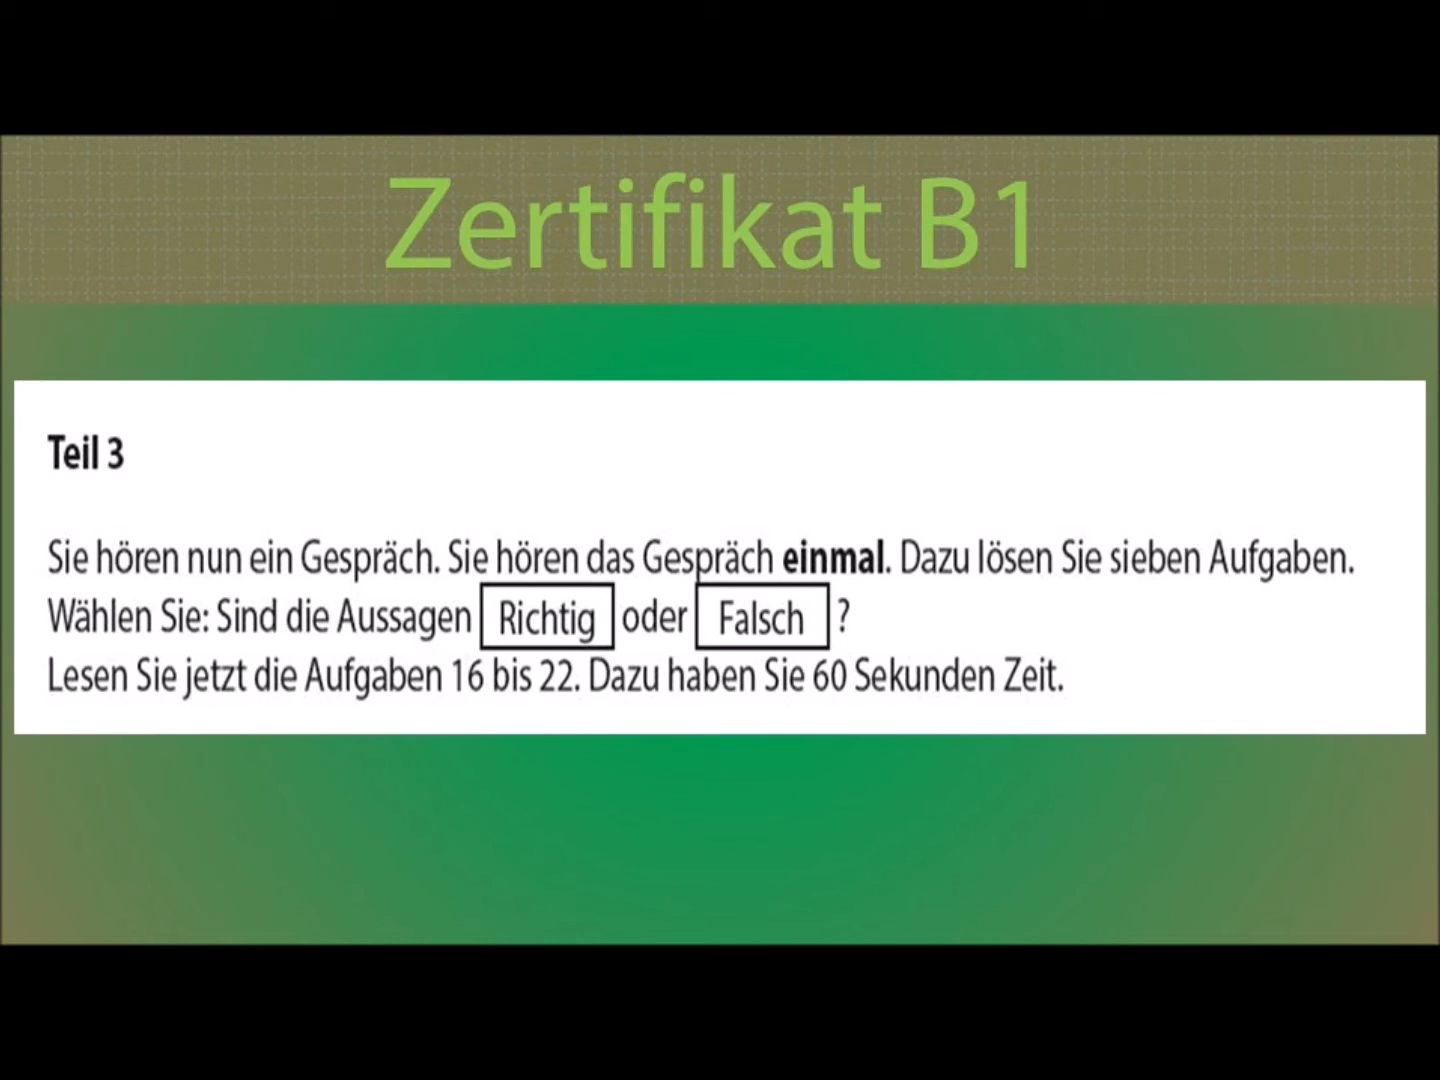 Zertifikat B1
Teil 3
Sie hören nun ein Gespräch. Sie hören das Gespräch einmal. Dazu lösen Sie sieben Aufgaben.
Wählen Sie: Sind die Aussagen Richtig oder Falsch ?
Lesen Sie jetzt die Aufgaben 16 bis 22. Dazu haben Sie 60 Sekunden Zeit.